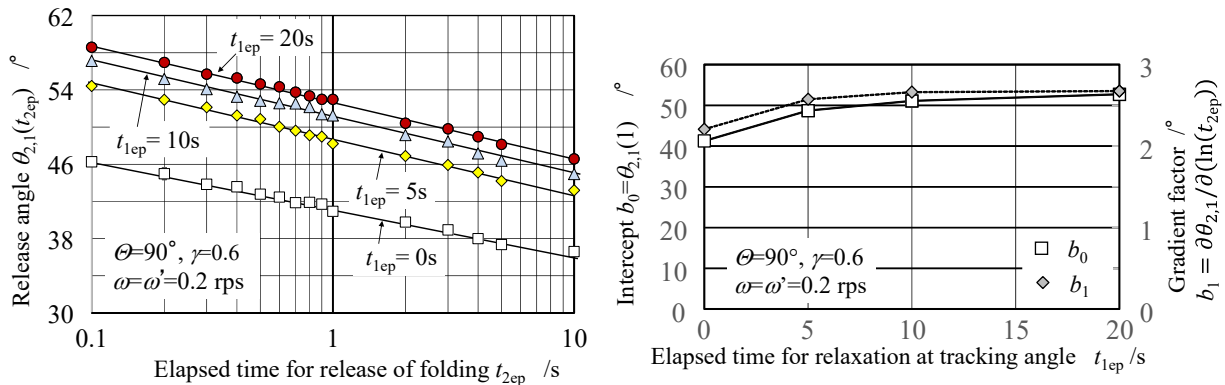 Release angle θ2,1(t2ep) /°
62
54
46
38
30
t1ep= 20s
t1ep= 10s
t1ep= 5s
t1ep= 0s
Θ=90°, γ=0.6
ω=ω'=0.2 rps
0.1
1
10
Elapsed time for release of folding t2ep /s
Intercept b0=θ2,1(1) /°
60
50
40
30
20
10
0
3
2
1
0
Θ=90°, γ=0.6
ω=ω'=0.2 rps
b0
b1
0
5
10
15
20
Elapsed time for relaxation at tracking angle t1ep /s
Gradient factor /°
b1 = ∂θ2,1/∂(ln(t2ep))